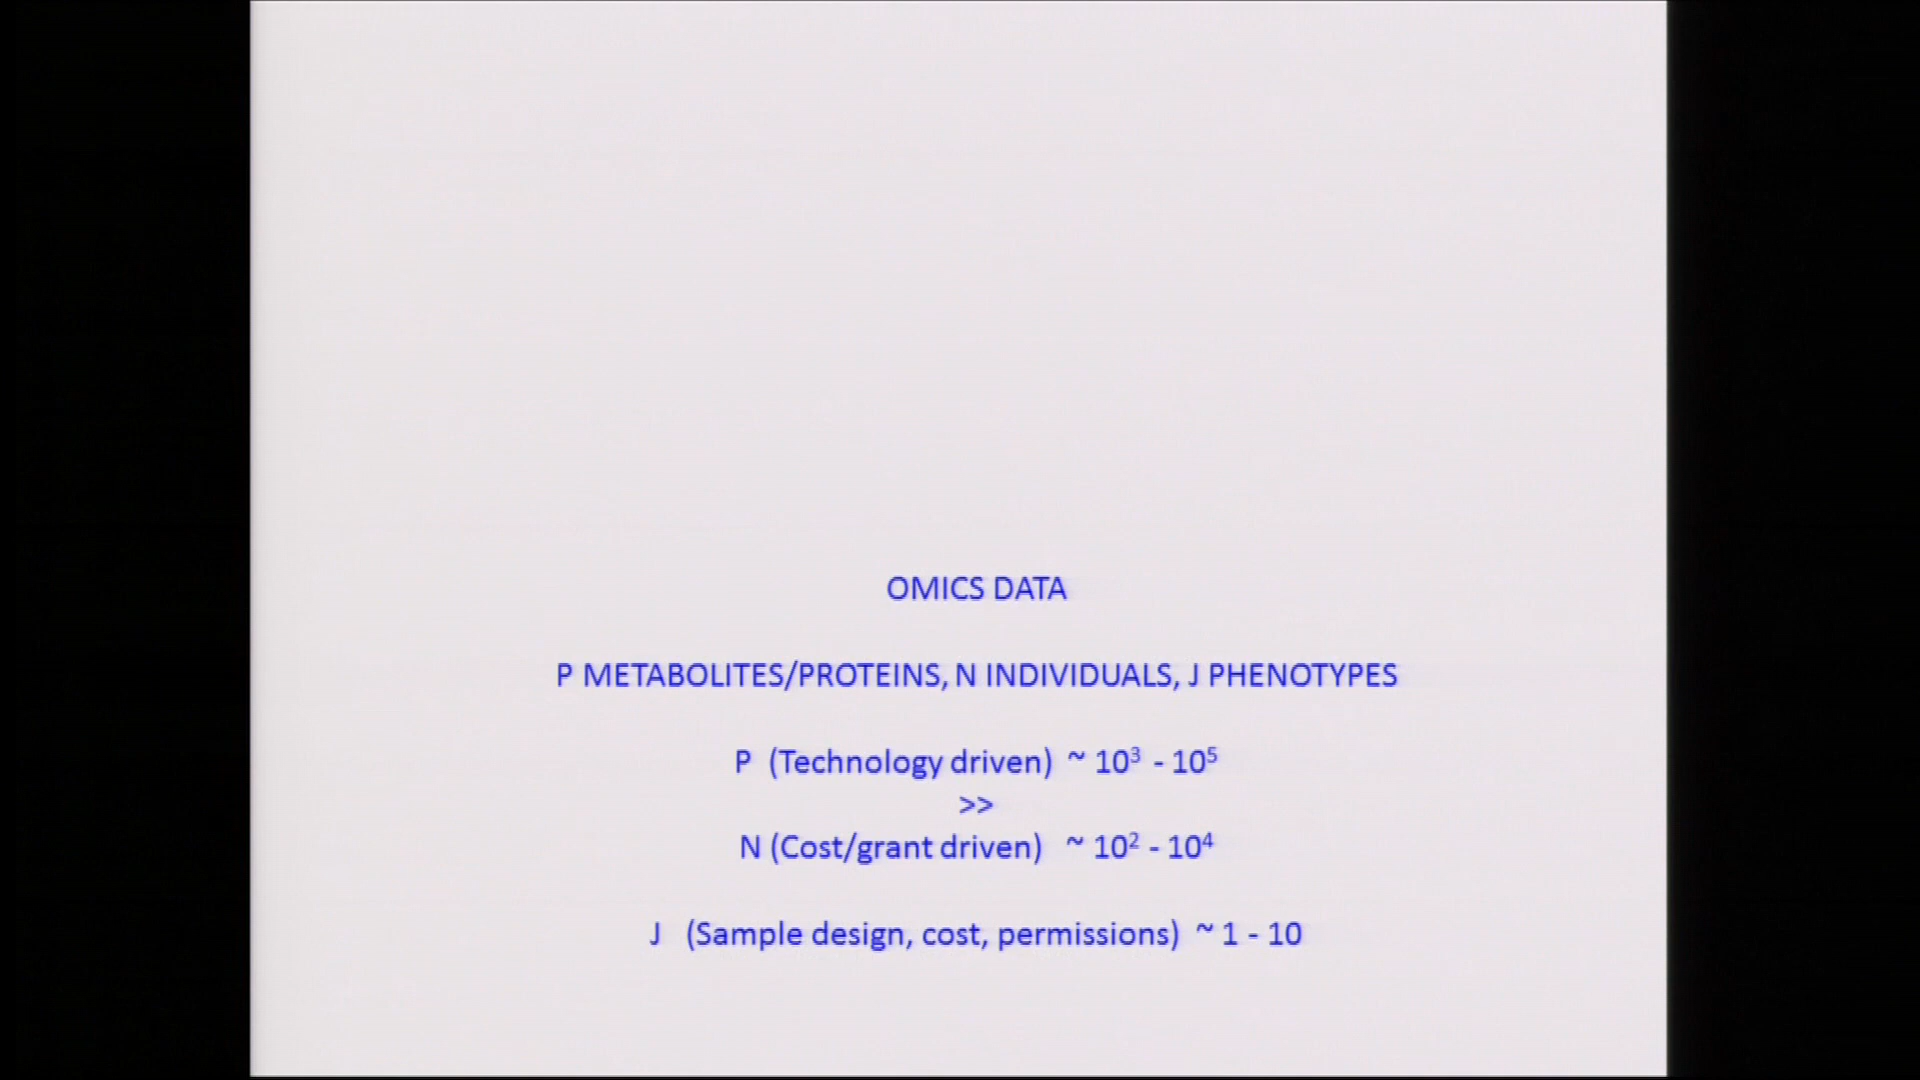 OMICS DATA
P METABOLITES/PROTEINS, N INDIVIDUALS, J PHENOTYPES
P (Technology driven) ~ 10³ - 10⁵
>>
N (Cost/grant driven) ~ 10² - 10⁴
J (Sample design, cost, permissions) ~ 1 - 10